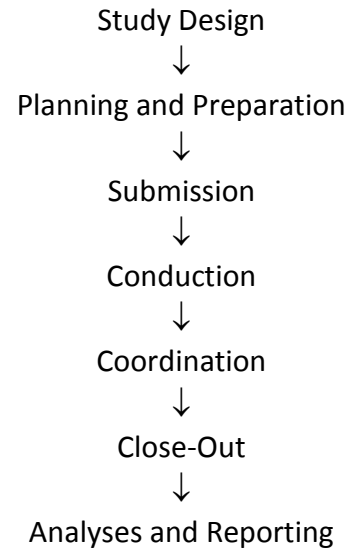 Study Design
↓
Planning and Preparation
↓
Submission
↓
Conduction
↓
Coordination
↓
Close-Out
↓
Analyses and Reporting